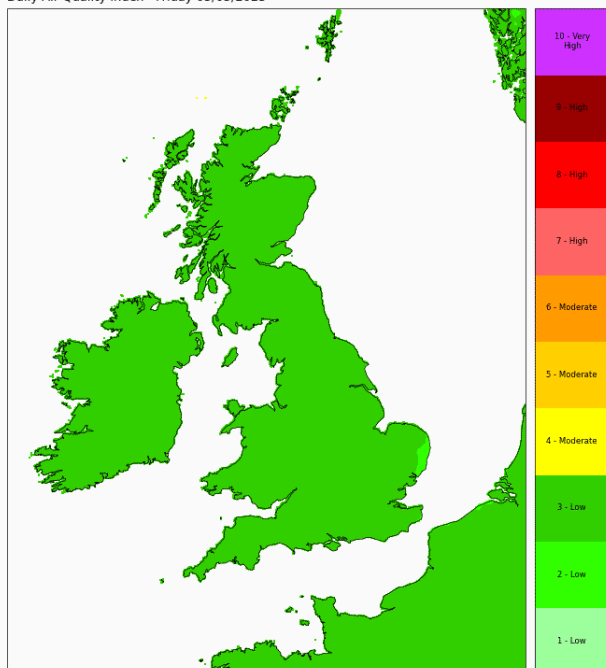 10 - Very
High
9 - High
8 - High
7 - High
6 - Moderate
5 - Moderate
4 - Moderate
3 - Low
2 - Low
1 - Low